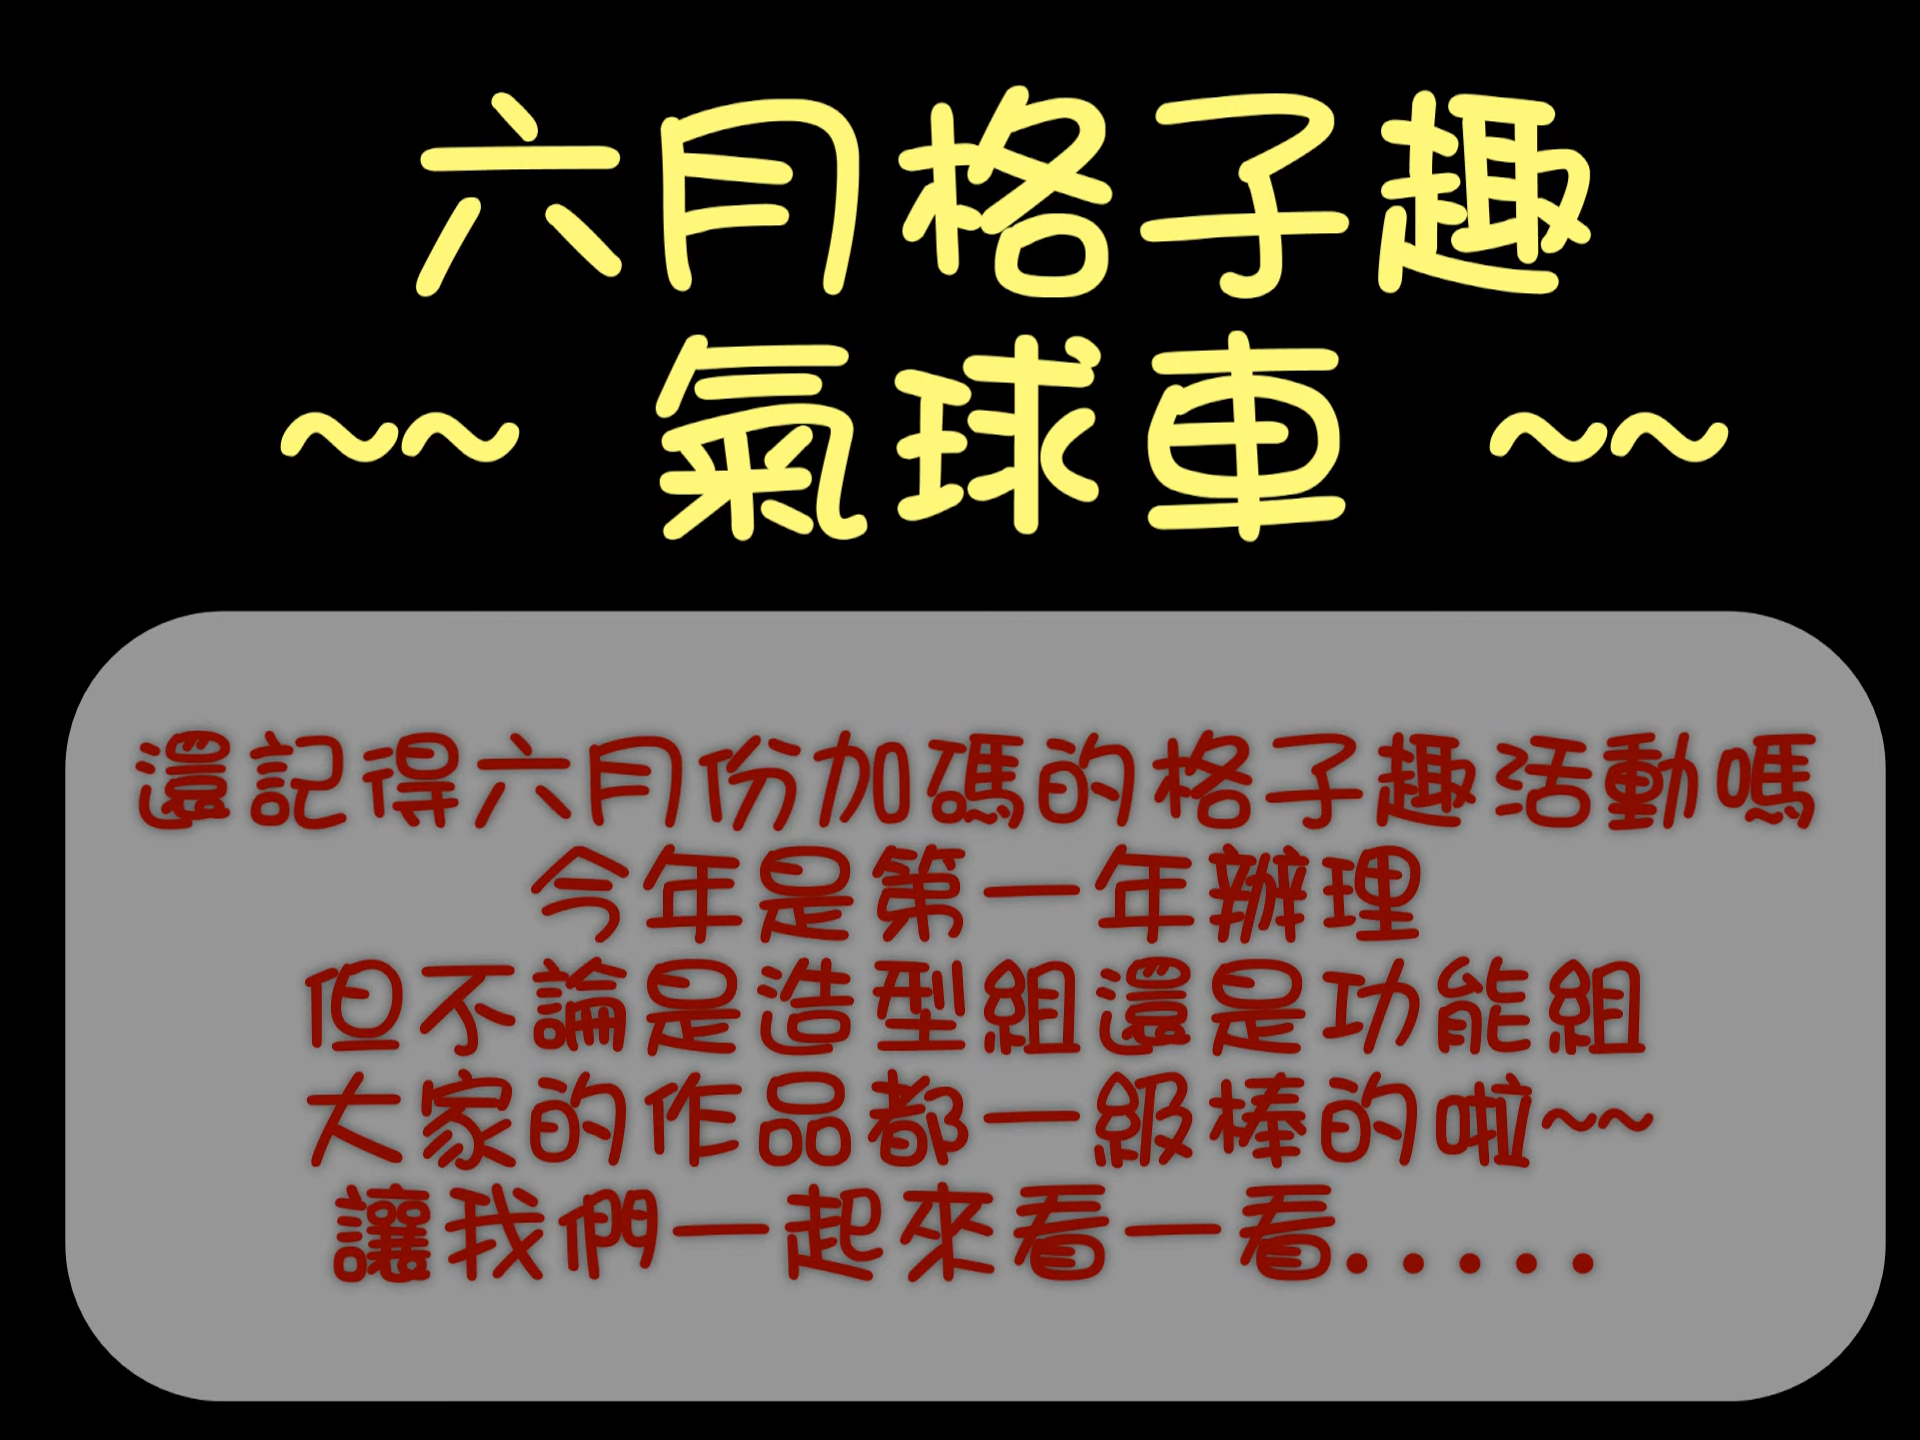 六月格子趣
~~ 氣球車 ~~
還記得六月份加碼的格子趣活動嗎
今年是第一年辦理
但不論是造型組還是功能組
大家的作品都一級棒的啦~~
讓我們一起來看一看.....